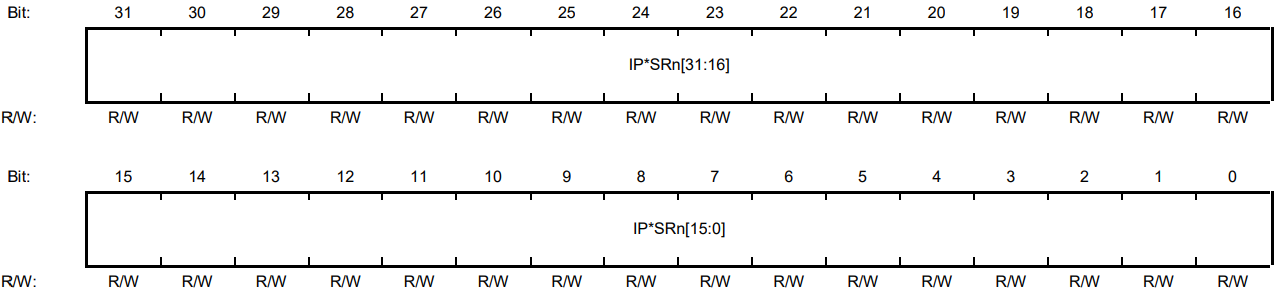 Bit: 31 30 29 28 27 26 25 24 23 22 21 20 19 18 17 16
IP*SRn[31:16]
R/W: R/W R/W R/W R/W R/W R/W R/W R/W R/W R/W R/W R/W R/W R/W R/W R/W
Bit: 15 14 13 12 11 10 9 8 7 6 5 4 3 2 1 0
IP*SRn[15:0]
R/W: R/W R/W R/W R/W R/W R/W R/W R/W R/W R/W R/W R/W R/W R/W R/W R/W